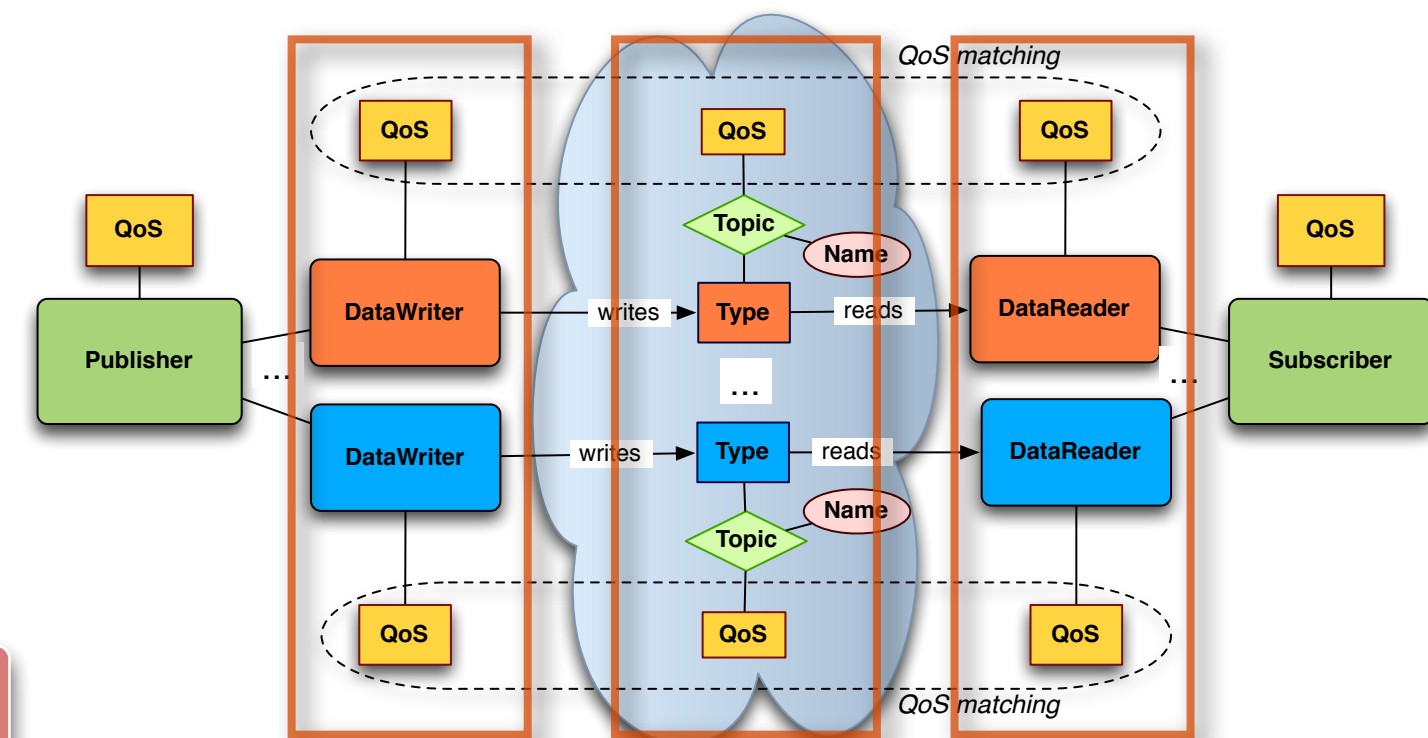 QoS matching
QoS
QoS
QoS
QoS
QoS
Topic
Name
DataWriter
writes
Type
reads
DataReader
Publisher
...
...
...
Subscriber
DataWriter
writes
Type
reads
DataReader
Name
Topic
QoS
QoS
QoS
QoS matching